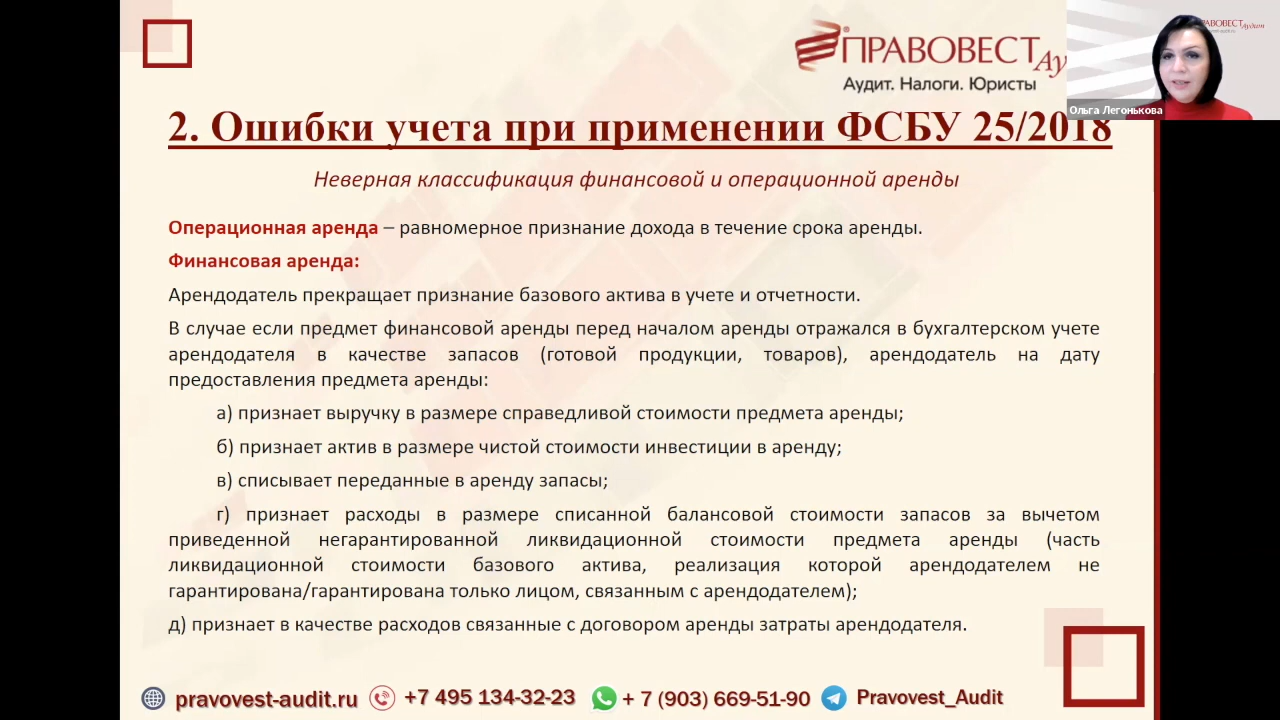 ПРАВОВЕСТ Ау
Аудит. Налоги. Юристы
ПРАВОВЕСТ Аудит
Ольга Легонькова
2. Ошибки учета при применении ФСБУ 25/2018
Неверная классификация финансовой и операционной аренды
Операционная аренда – равномерное признание дохода в течение срока аренды.
Финансовая аренда:
Арендодатель прекращает признание базового актива в учете и отчетности.
В случае если предмет финансовой аренды перед началом аренды отражался в бухгалтерском учете
арендодателя в качестве запасов (готовой продукции, товаров), арендодатель на дату
предоставления предмета аренды:
а) признает выручку в размере справедливой стоимости предмета аренды;
б) признает актив в размере чистой стоимости инвестиции в аренду;
в) списывает переданные в аренду запасы;
г) признает расходы в размере списанной балансовой стоимости запасов за вычетом
приведенной негарантированной ликвидационной стоимости предмета аренды (часть
ликвидационной стоимости базового актива, реализация которой арендодателем не
гарантирована/гарантирована только лицом, связанным с арендодателем);
д) признает в качестве расходов связанные с договором аренды затраты арендодателя.
pravovest-audit.ru +7 495 134-32-23 + 7 (903) 669-51-90 Pravovest_Audit